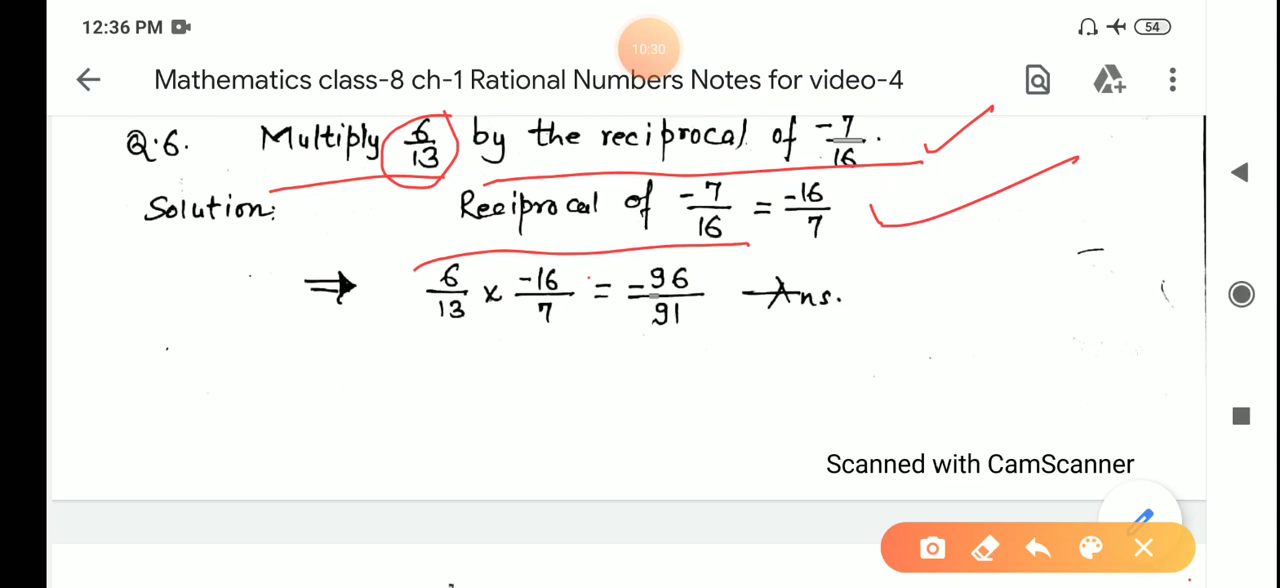 12:36 PM 54
10:30
Mathematics class-8 ch-1 Rational Numbers Notes for video-4
Q.6. Multiply 6/13 by the reciprocal of -7/16.
Solution: Reciprocal of -7/16 = -16/7
⇒ 6/13 × -16/7 = -96/91 Ans.
Scanned with CamScanner